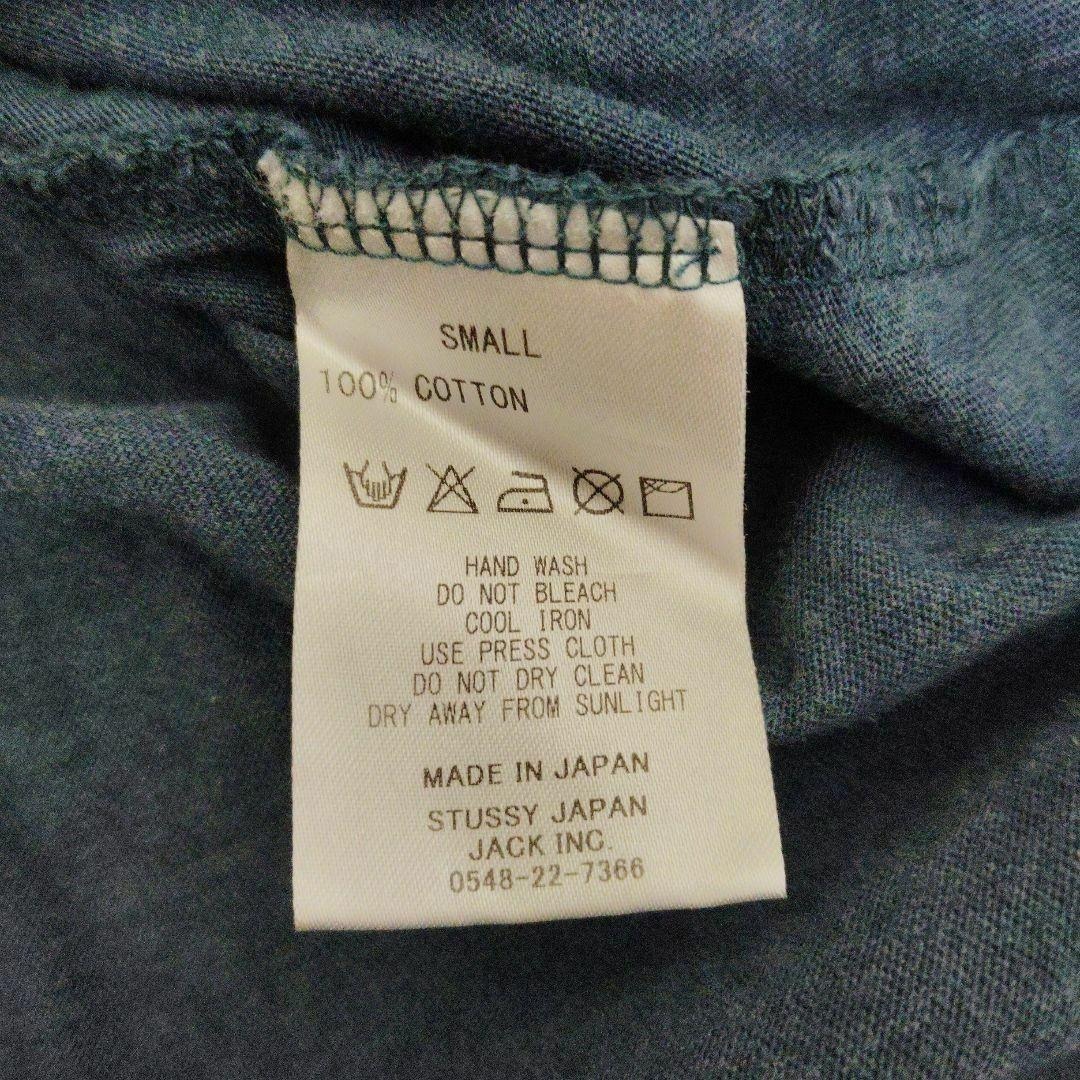 SMALL
100% COTTON
HAND WASH
DO NOT BLEACH
COOL IRON
USE PRESS CLOTH
DO NOT DRY CLEAN
DRY AWAY FROM SUNLIGHT
MADE IN JAPAN
STUSSY JAPAN
JACK INC.
0548-22-7366